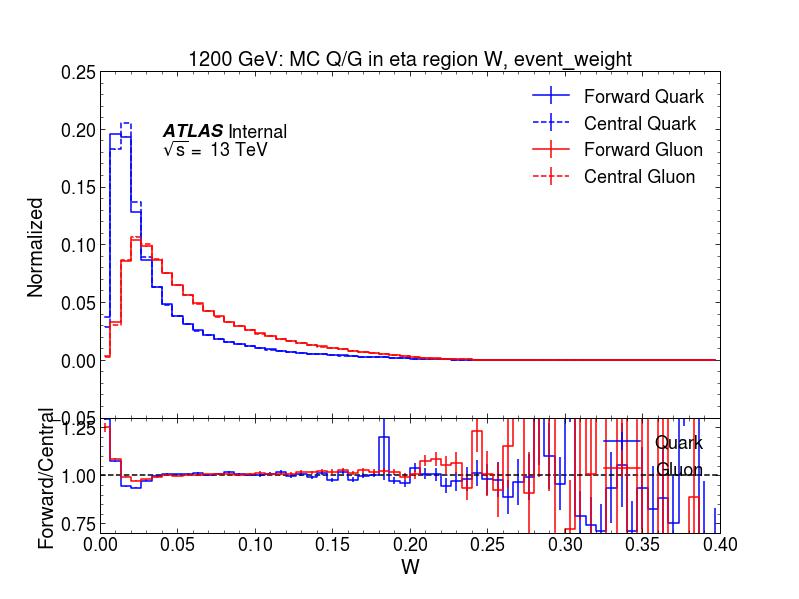 1200 GeV: MC Q/G in eta region W, event_weight
0.25
0.20
0.15
0.10
0.05
0.00
0.05
Normalized
ATLAS Internal
√s = 13 TeV
Forward Quark
Central Quark
Forward Gluon
Central Gluon
1.25
1.00
0.75
Forward/Central
Quark
Gluon
0.00 0.05 0.10 0.15 0.20 0.25 0.30 0.35 0.40
W